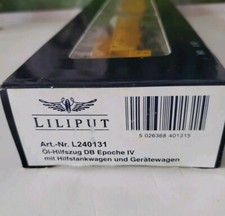 LILIPUT
5 026368 401315
Art.-Nr. L240131
Öl-Hilfszug DB Epoche IV
mit Hilfstankwagen und Gerätewagen